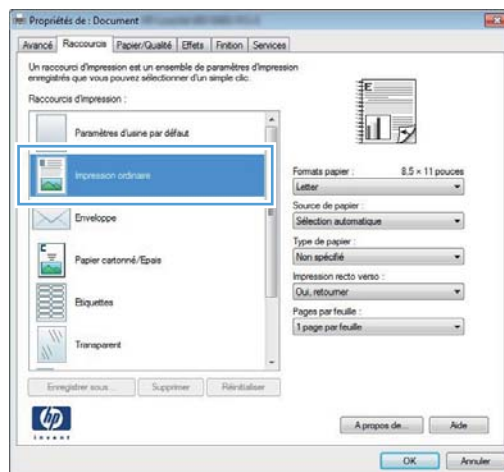 Propriétés de : Document
Avancé Raccourcis Papier/Qualité Effets Finition Services
Un raccourci d'impression est un ensemble de paramètres d'impression
enregistrés que vous pouvez sélectionner d'un simple clic.
Raccourcis d'impression :
Paramètres d'usine par défaut
Impression ordinaire
Enveloppe
Papier cartonné/Epais
Etiquettes
Transparent
Enregistrer sous... Supprimer Réinitialiser
E
Formats papier : 8.5 × 11 pouces
Letter
Source de papier :
Sélection automatique
Type de papier :
Non spécifié
Impression recto verso :
Oui, retourner
Pages par feuille :
1 page par feuille
hp
invent
A propos de... Aide
OK Annuler